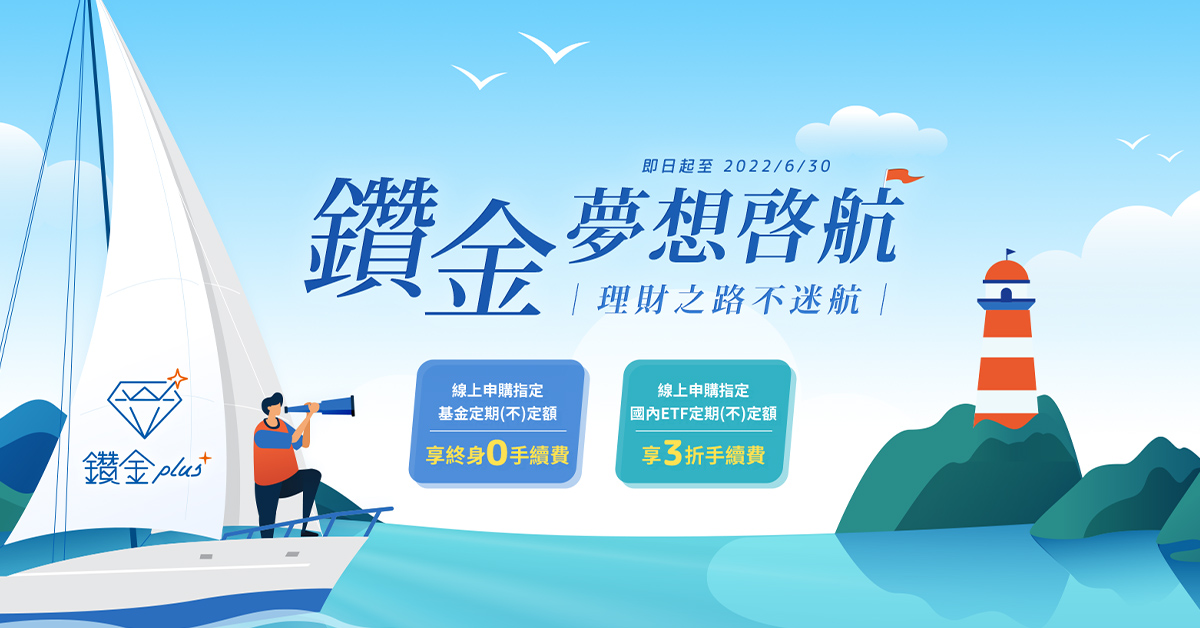 即日起至 2022/6/30
鑽金夢想啓航
理財之路不迷航
線上申購指定
基金定期(不)定額
享終身0手續費
線上申購指定
國內ETF定期(不)定額
享3折手續費
鑽金plus+